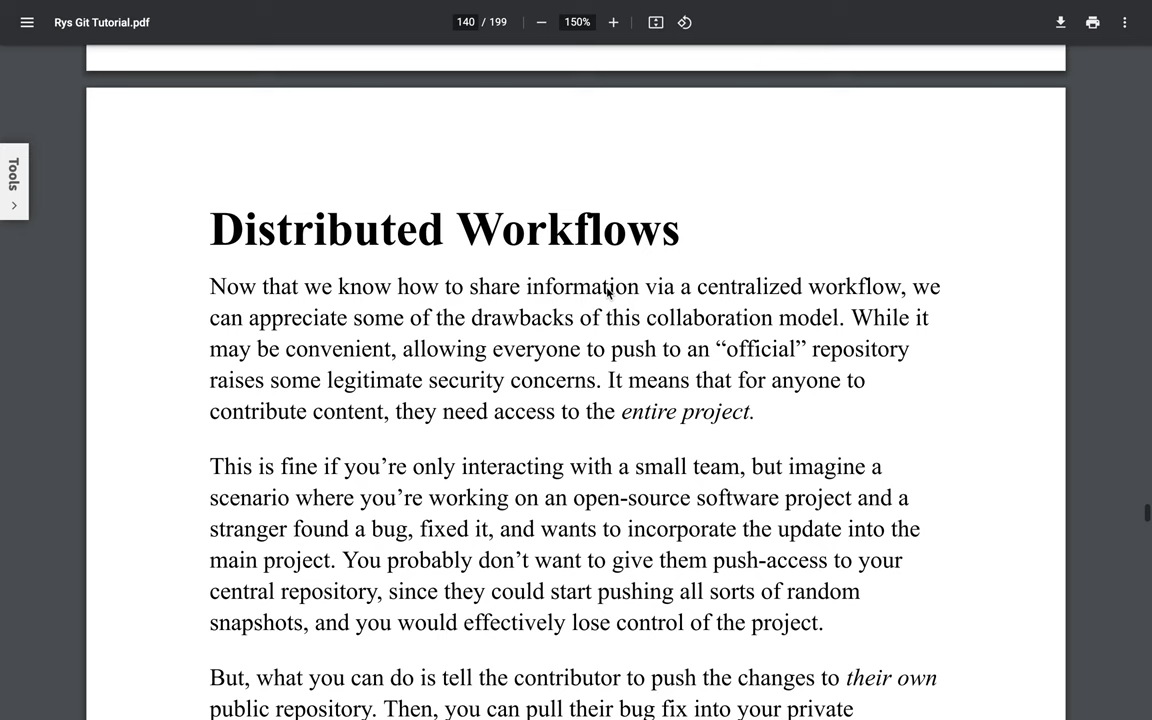 Rys Git Tutorial.pdf 140 / 199 150%
Tools
Distributed Workflows
Now that we know how to share information via a centralized workflow, we
can appreciate some of the drawbacks of this collaboration model. While it
may be convenient, allowing everyone to push to an “official” repository
raises some legitimate security concerns. It means that for anyone to
contribute content, they need access to the entire project.
This is fine if you’re only interacting with a small team, but imagine a
scenario where you’re working on an open-source software project and a
stranger found a bug, fixed it, and wants to incorporate the update into the
main project. You probably don’t want to give them push-access to your
central repository, since they could start pushing all sorts of random
snapshots, and you would effectively lose control of the project.
But, what you can do is tell the contributor to push the changes to their own
public repository. Then, you can pull their bug fix into your private